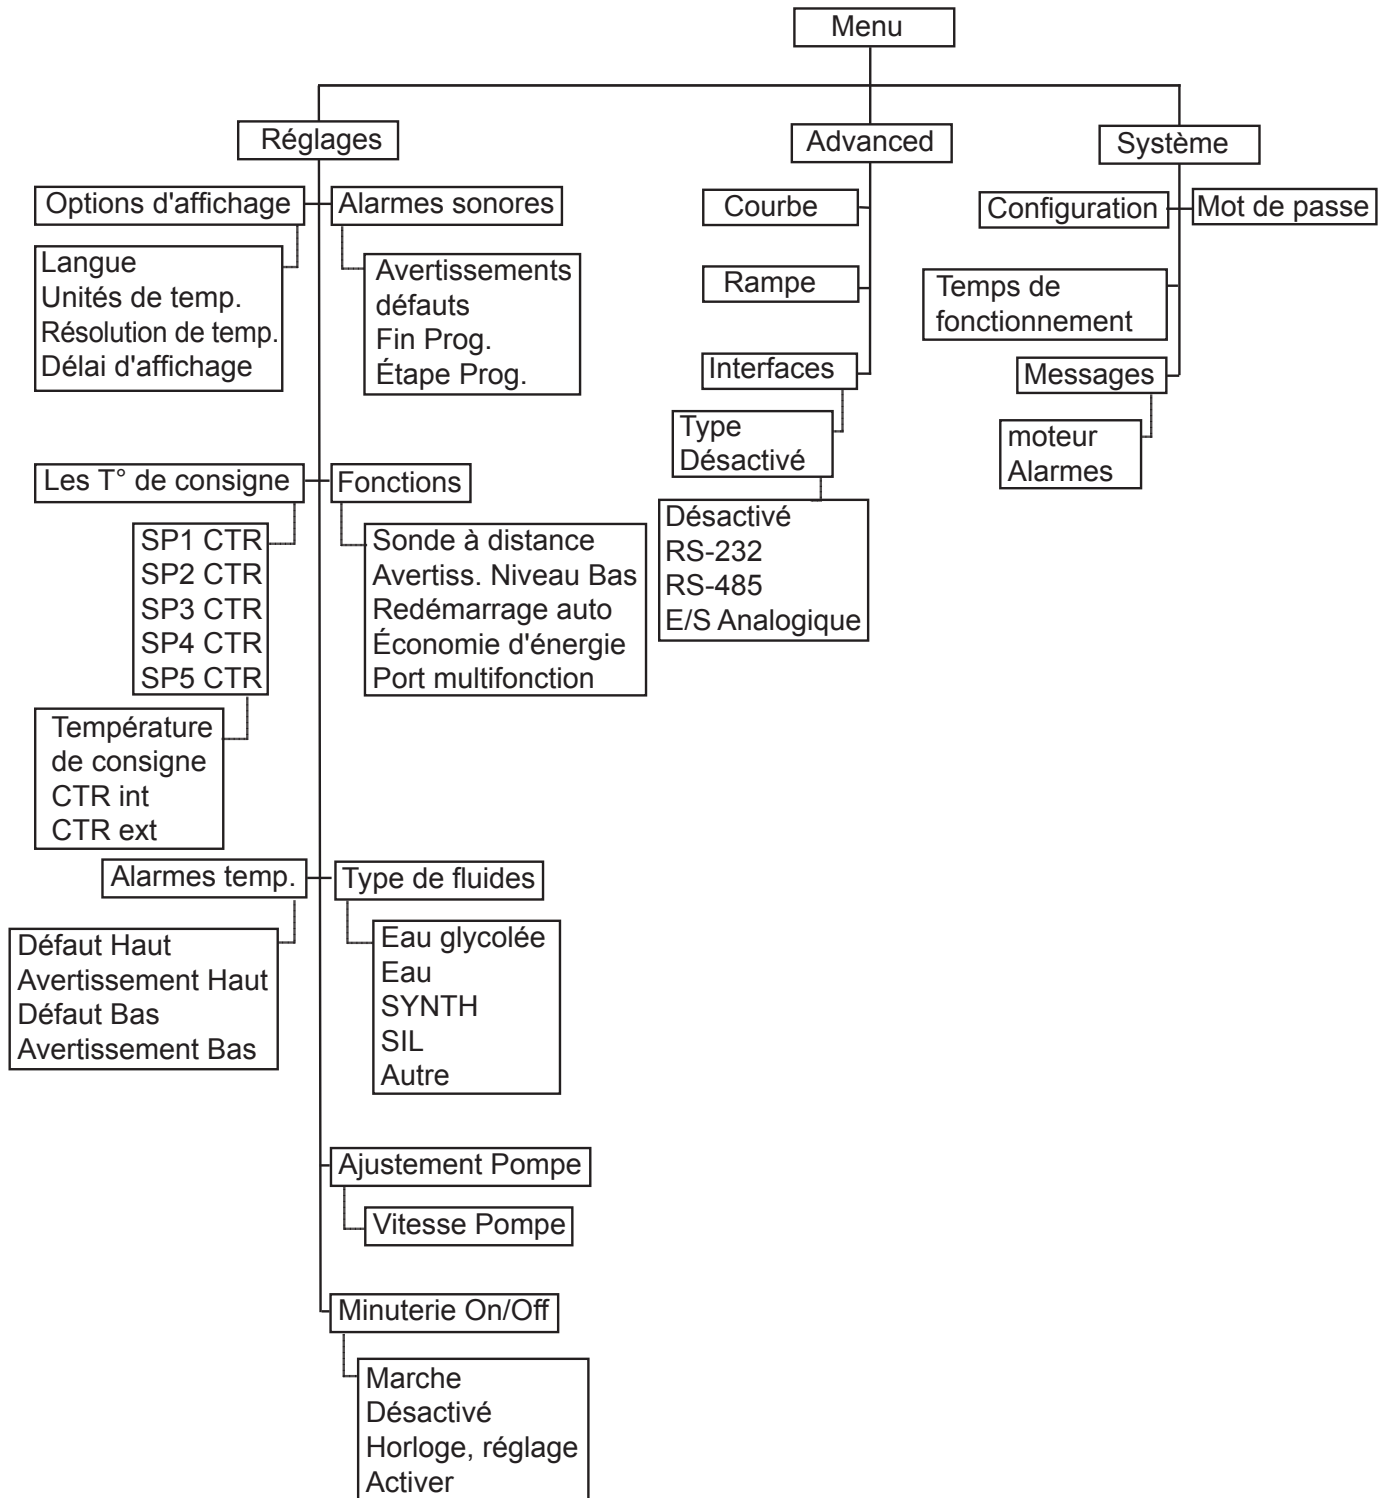 Menu
Réglages
Advanced
Système
Options d'affichage
Alarmes sonores
Langue
Unités de temp.
Résolution de temp.
Délai d'affichage
Avertissements
défauts
Fin Prog.
Étape Prog.
Les T° de consigne
Fonctions
SP1 CTR
SP2 CTR
SP3 CTR
SP4 CTR
SP5 CTR
Sonde à distance
Avertiss. Niveau Bas
Redémarrage auto
Économie d'énergie
Port multifonction
Température
de consigne
CTR int
CTR ext
Alarmes temp.
Type de fluides
Défaut Haut
Avertissement Haut
Défaut Bas
Avertissement Bas
Eau glycolée
Eau
SYNTH
SIL
Autre
Ajustement Pompe
Vitesse Pompe
Minuterie On/Off
Marche
Désactivé
Horloge, réglage
Activer
Courbe
Rampe
Interfaces
Type
Désactivé
Désactivé
RS-232
RS-485
E/S Analogique
Configuration
Mot de passe
Temps de
fonctionnement
Messages
moteur
Alarmes